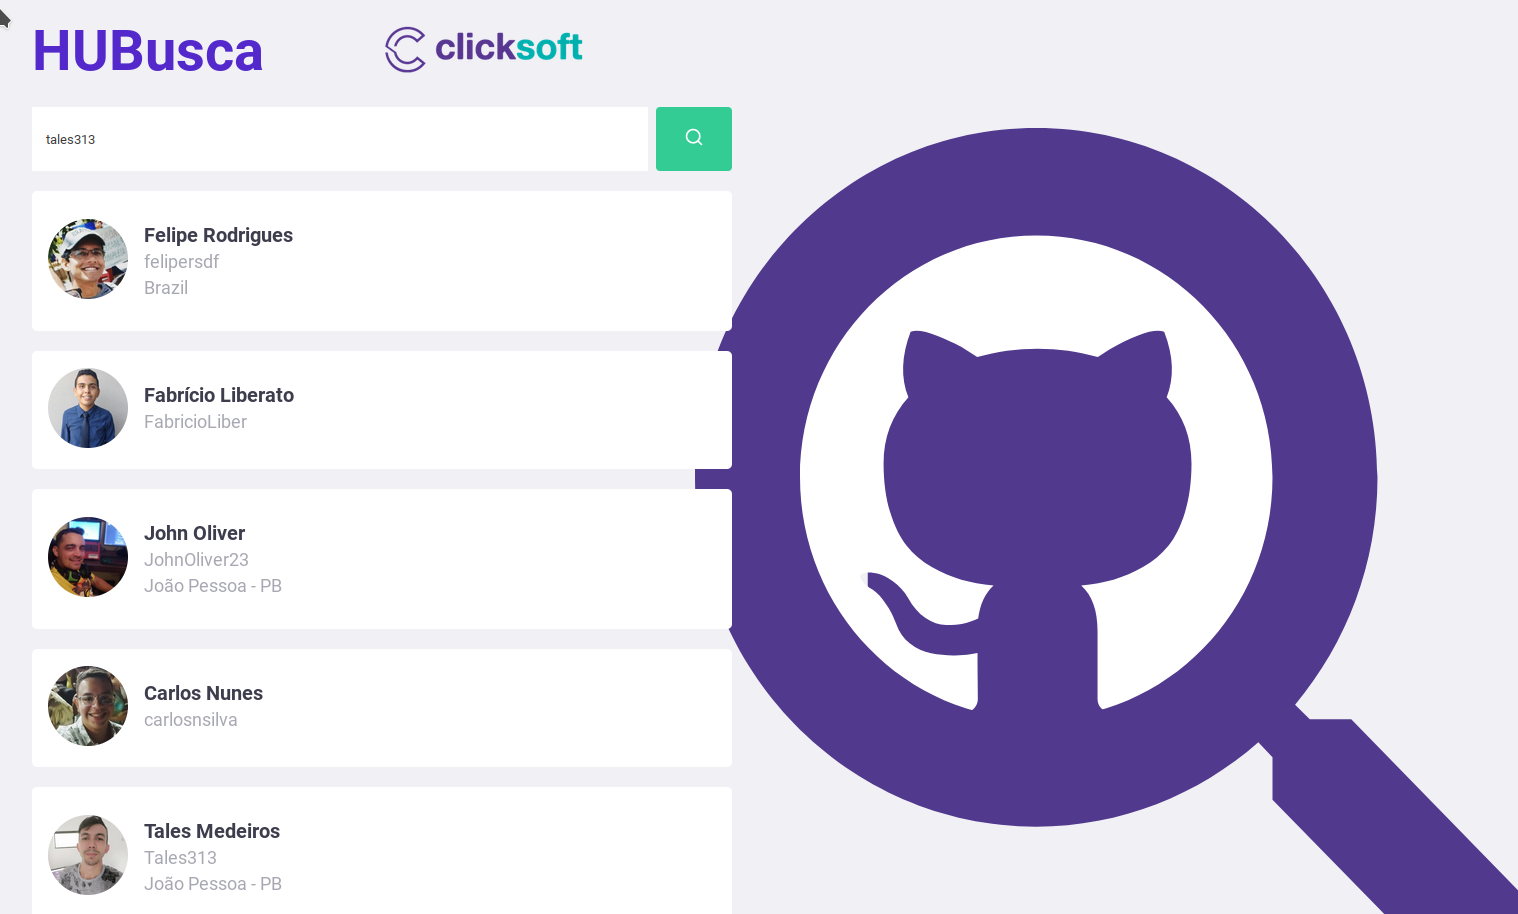 HUBusca
clicksoft
tales313
Felipe Rodrigues
felipersdf
Brazil
Fabrício Liberato
FabricioLiber
John Oliver
JohnOliver23
João Pessoa - PB
Carlos Nunes
carlosnsilva
Tales Medeiros
Tales313
João Pessoa - PB